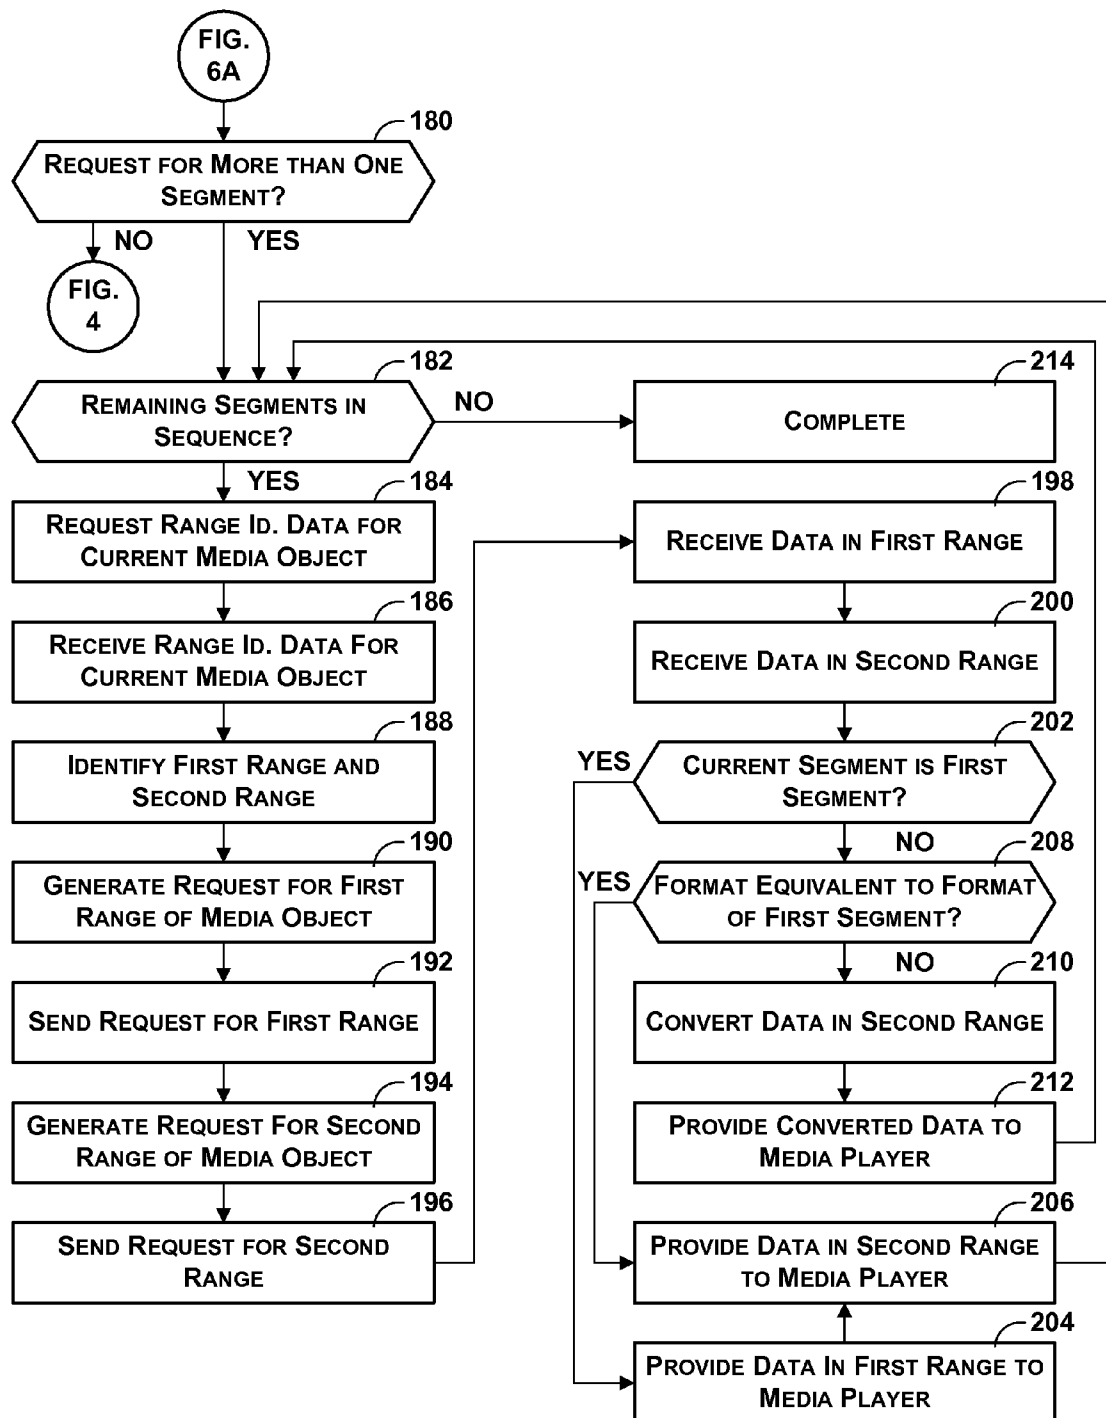 FIG.
6A
180
REQUEST FOR MORE THAN ONE
SEGMENT?
NO
YES
FIG.
4
182
REMAINING SEGMENTS IN
SEQUENCE?
NO
YES
214
COMPLETE
184
REQUEST RANGE ID. DATA FOR
CURRENT MEDIA OBJECT
186
RECEIVE RANGE ID. DATA FOR
CURRENT MEDIA OBJECT
188
IDENTIFY FIRST RANGE AND
SECOND RANGE
190
GENERATE REQUEST FOR FIRST
RANGE OF MEDIA OBJECT
192
SEND REQUEST FOR FIRST RANGE
194
GENERATE REQUEST FOR SECOND
RANGE OF MEDIA OBJECT
196
SEND REQUEST FOR SECOND
RANGE
198
RECEIVE DATA IN FIRST RANGE
200
RECEIVE DATA IN SECOND RANGE
202
YES
CURRENT SEGMENT IS FIRST
SEGMENT?
NO
208
YES
FORMAT EQUIVALENT TO FORMAT
OF FIRST SEGMENT?
NO
210
CONVERT DATA IN SECOND RANGE
212
PROVIDE CONVERTED DATA TO
MEDIA PLAYER
206
PROVIDE DATA IN SECOND RANGE
TO MEDIA PLAYER
204
PROVIDE DATA IN FIRST RANGE TO
MEDIA PLAYER